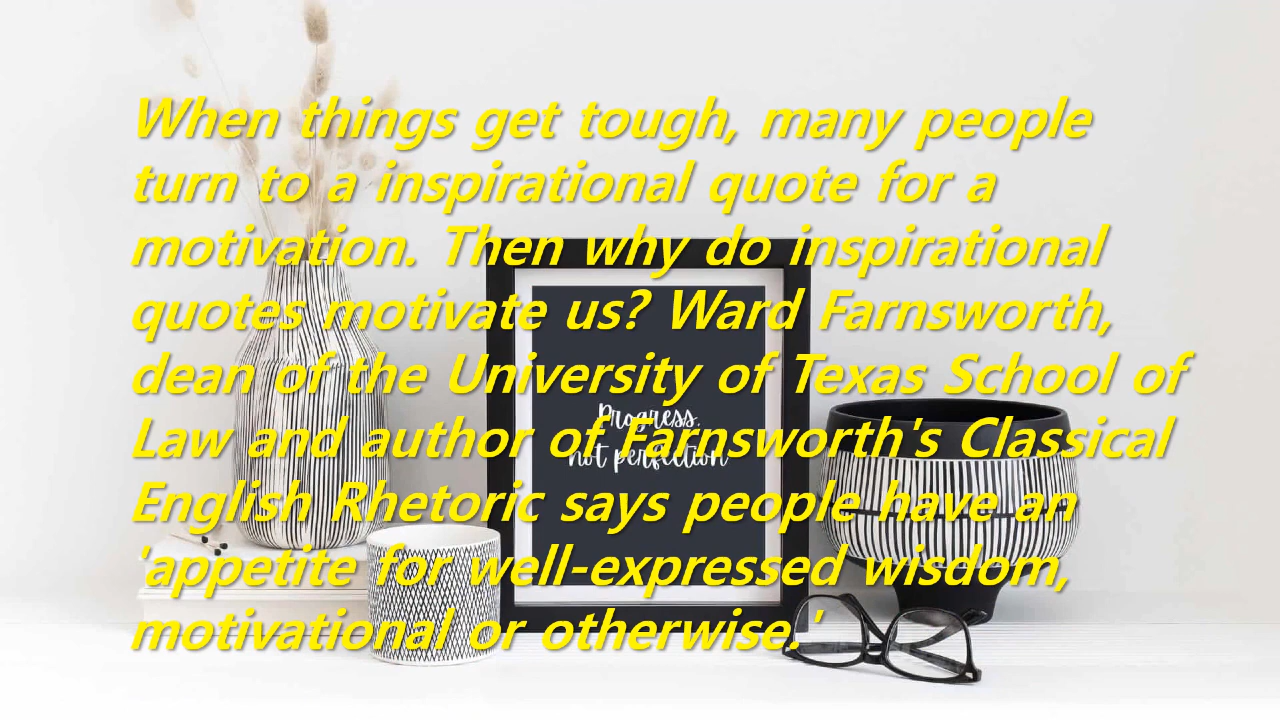 When things get tough, many people
turn to a inspirational quote for a
motivation. Then why do inspirational
quotes motivate us? Ward Farnsworth,
dean of the University of Texas School of
Law and author of Farnsworth's Classical
English Rhetoric says people have an
'appetite for well-expressed wisdom,
motivational or otherwise.'
Progress,
not perfection